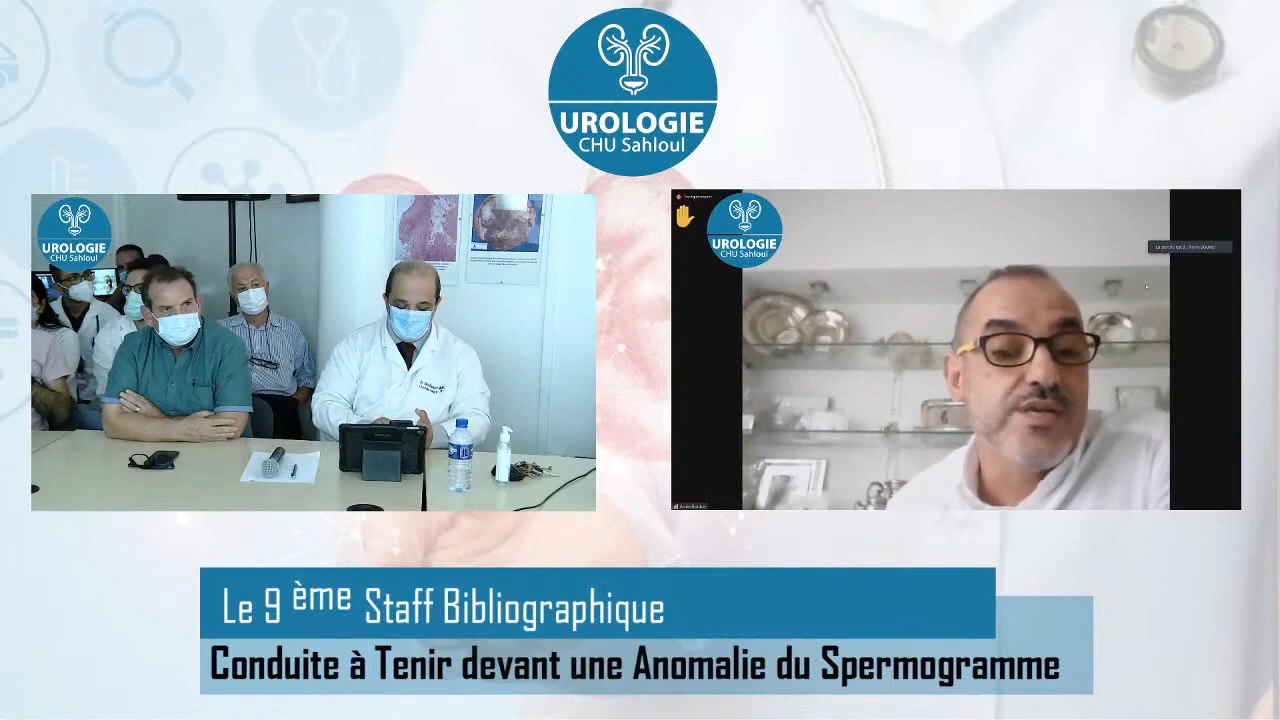 UROLOGIE
CHU Sahloul
UROLOGIE
CHU Sahloul
UROLOGIE
CHU Sahloul
Le 9 ème Staff Bibliographique
Conduite à Tenir devant une Anomalie du Spermogramme